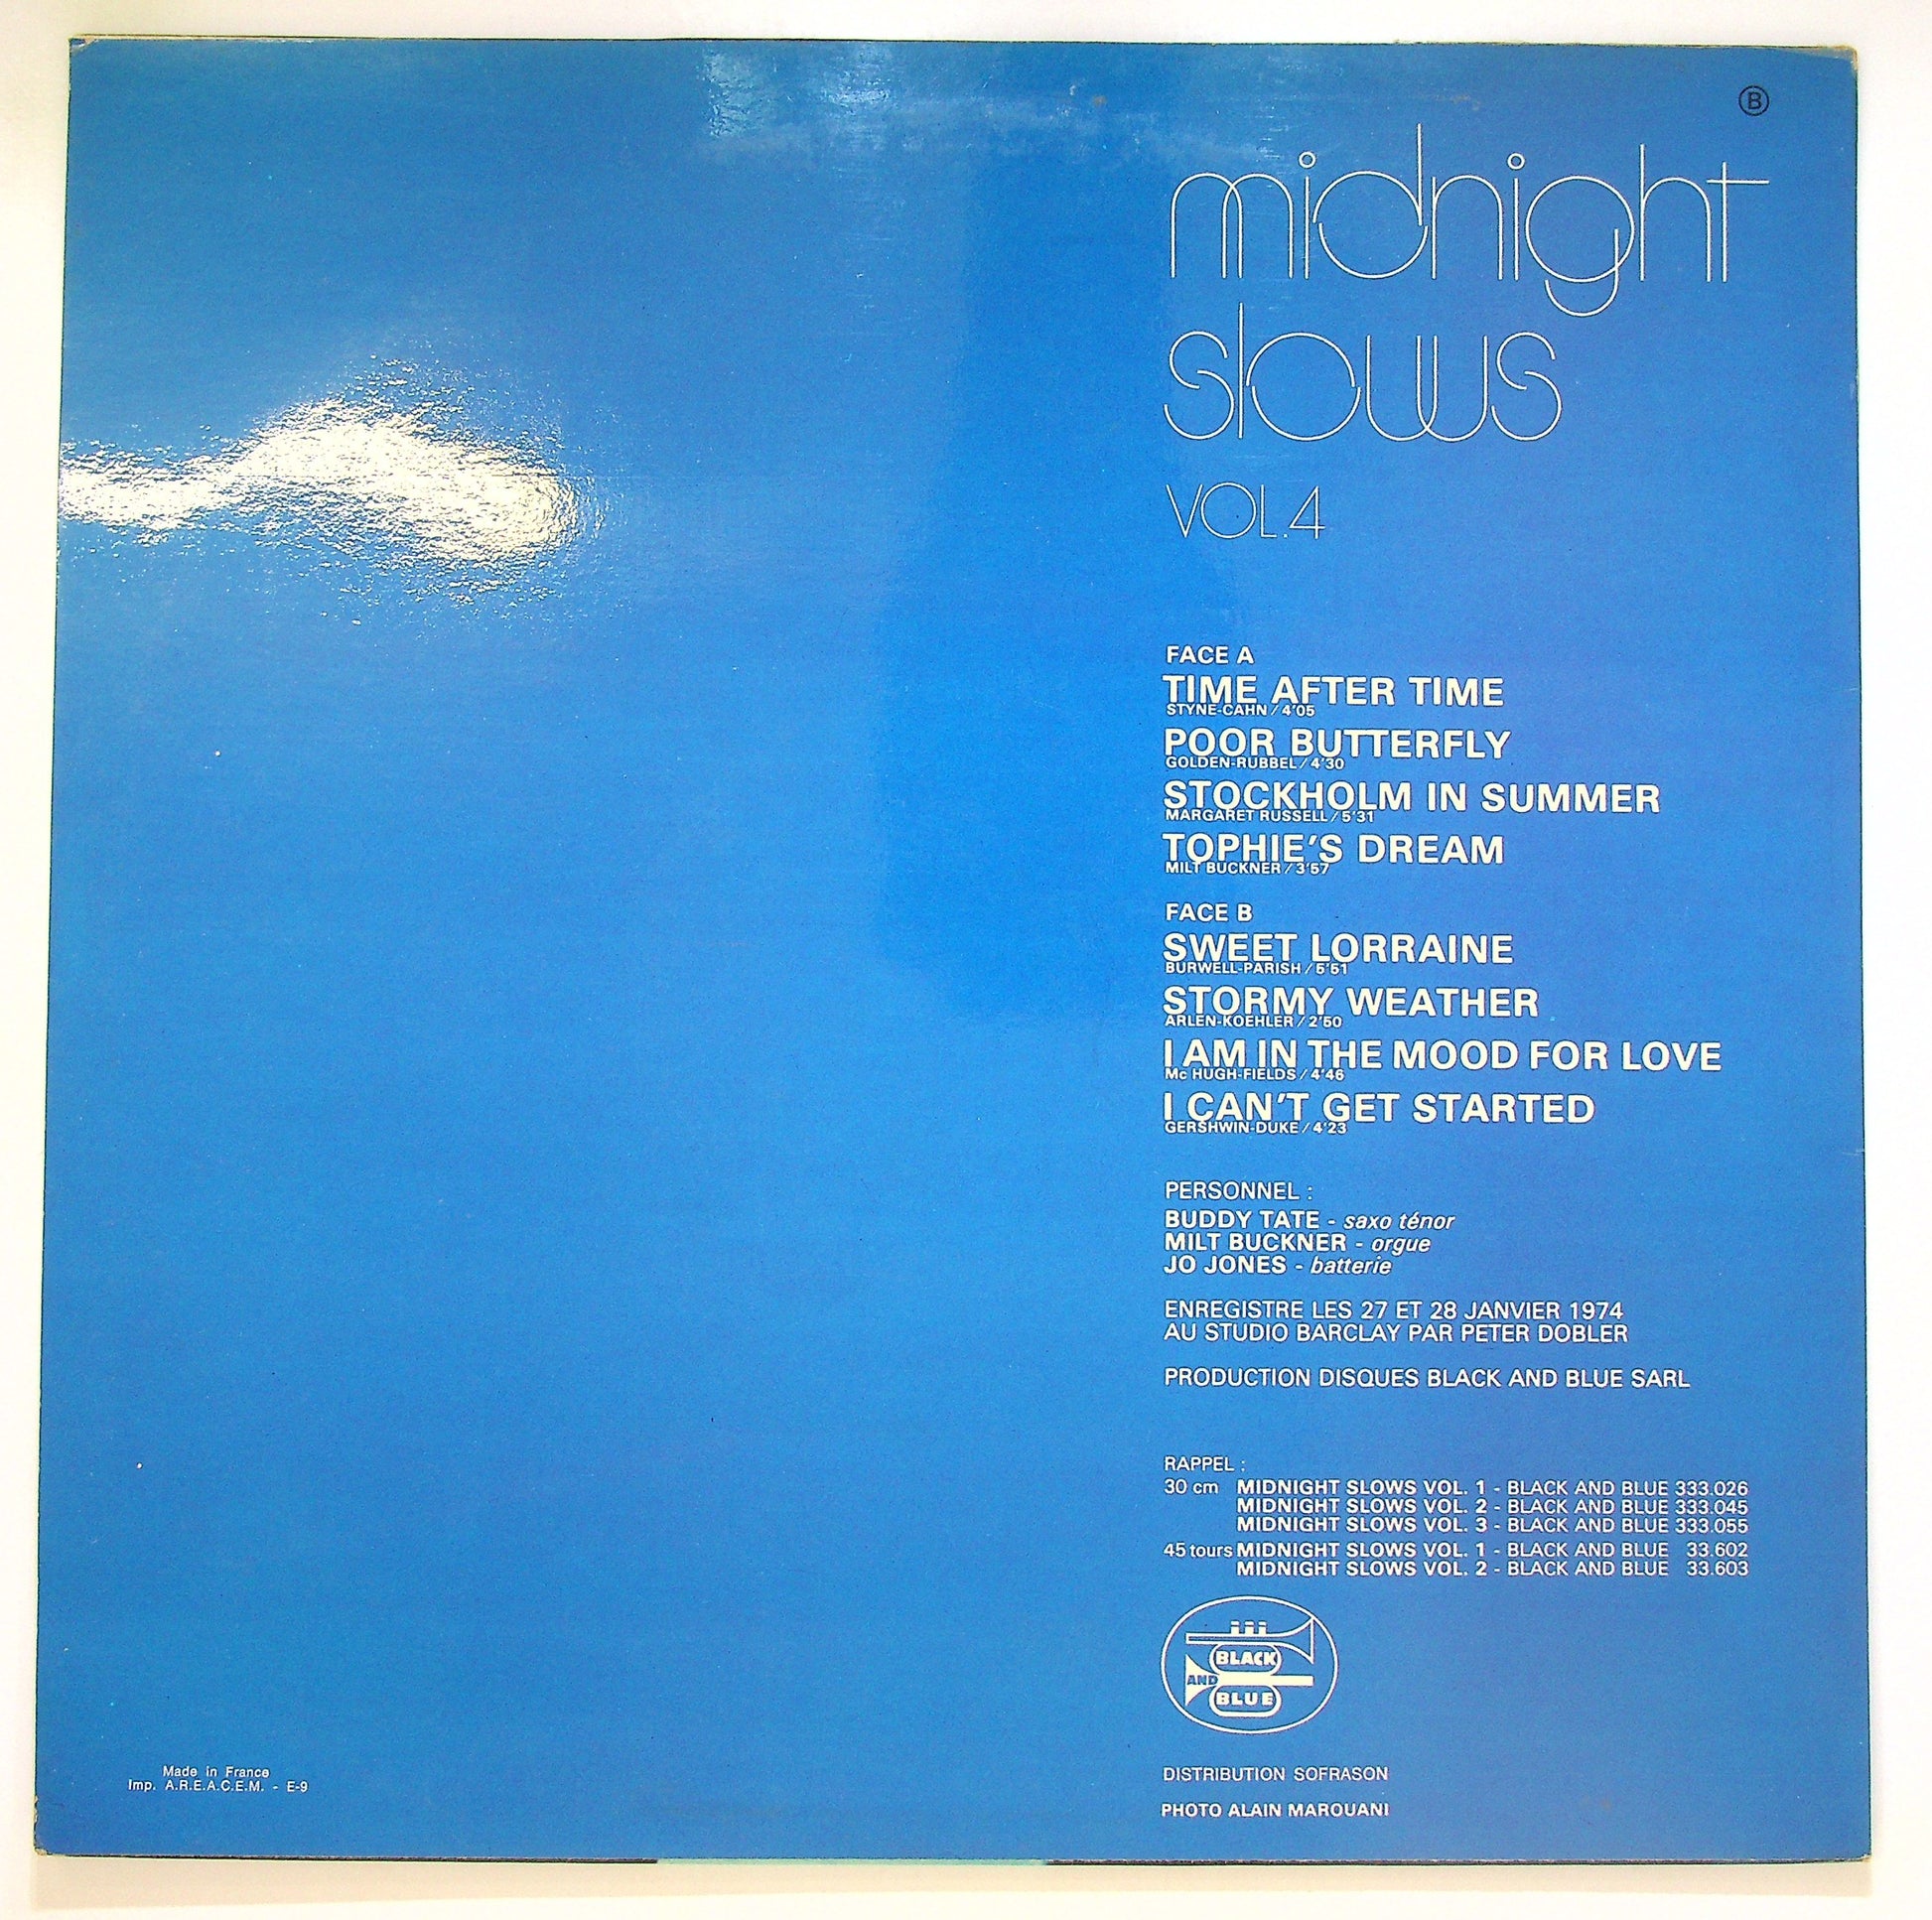 B
midnight
slows
VOL.4
FACE A
TIME AFTER TIME
STYNE-CAHN / 4'05
POOR BUTTERFLY
GOLDEN-RUBBEL / 4'30
STOCKHOLM IN SUMMER
MARGARET RUSSELL / 5'31
TOPHIE'S DREAM
MILT BUCKNER / 3'57
FACE B
SWEET LORRAINE
BURWELL-PARISH / 5'51
STORMY WEATHER
ARLEN-KOEHLER / 2'50
I AM IN THE MOOD FOR LOVE
Mc HUGH-FIELDS / 4'46
I CAN'T GET STARTED
GERSHWIN-DUKE / 4'23
PERSONNEL :
BUDDY TATE - saxo ténor
MILT BUCKNER - orgue
JO JONES - batterie
ENREGISTRE LES 27 ET 28 JANVIER 1974
AU STUDIO BARCLAY PAR PETER DOBLER
PRODUCTION DISQUES BLACK AND BLUE SARL
RAPPEL :
30 cm MIDNIGHT SLOWS VOL. 1 - BLACK AND BLUE 333.026
MIDNIGHT SLOWS VOL. 2 - BLACK AND BLUE 333.045
MIDNIGHT SLOWS VOL. 3 - BLACK AND BLUE 333.055
45 tours MIDNIGHT SLOWS VOL. 1 - BLACK AND BLUE 33.602
MIDNIGHT SLOWS VOL. 2 - BLACK AND BLUE 33.603
BLACK
AND
BLUE
DISTRIBUTION SOFRASON
PHOTO ALAIN MAROUANI
Made in France
Imp. A.R.E.A.C.E.M. - E-9